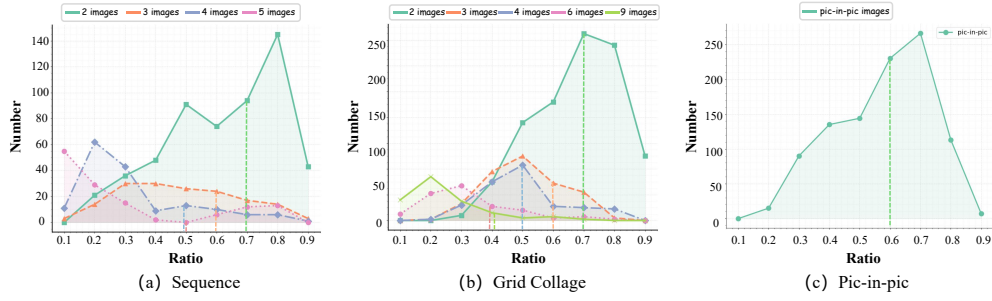 2 images 3 images 4 images 5 images
Number
140
120
100
80
60
40
20
0
0.1 0.2 0.3 0.4 0.5 0.6 0.7 0.8 0.9
Ratio
(a) Sequence
2 images 3 images 4 images 6 images 9 images
Number
250
200
150
100
50
0
0.1 0.2 0.3 0.4 0.5 0.6 0.7 0.8 0.9
Ratio
(b) Grid Collage
pic-in-pic images
pic-in-pic
Number
250
200
150
100
50
0
0.1 0.2 0.3 0.4 0.5 0.6 0.7 0.8 0.9
Ratio
(c) Pic-in-pic